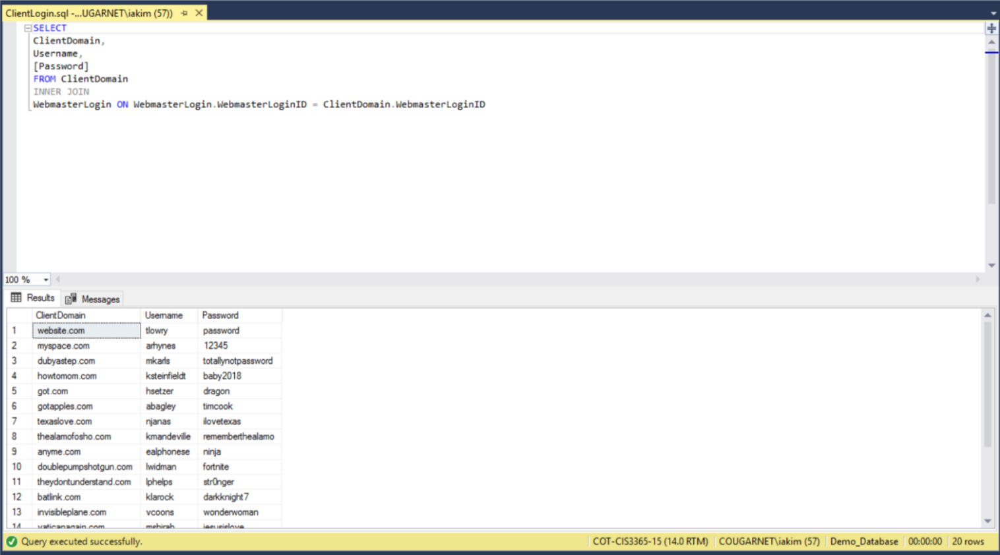 ClientLogin.sql -...UGARNET\iakim (57))
SELECT
ClientDomain,
Username,
[Password]
FROM ClientDomain
INNER JOIN
WebmasterLogin ON WebmasterLogin.WebmasterLoginID = ClientDomain.WebmasterLoginID
100 %
Results Messages
ClientDomain Username Password
1 website.com tlowry password
2 myspace.com arhynes 12345
3 dubyastep.com mkarls totallynotpassword
4 howtomom.com ksteinfieldt baby2018
5 got.com hsetzer dragon
6 gotapples.com abagley timcook
7 texaslove.com njanas ilovetexas
8 thealamofosho.com kmandeville rememberthealamo
9 anyme.com ealphonese ninja
10 doublepumpshotgun.com lwidman fortnite
11 theydontunderstand.com lphelps str0nger
12 batlink.com klarock darkknight7
13 invisibleplane.com vcoons wonderwoman
14 vaticanagain.com mshirah jesusislove
Query executed successfully. COT-CIS3365-15 (14.0 RTM) COUGARNET\iakim (57) Demo_Database 00:00:00 20 rows